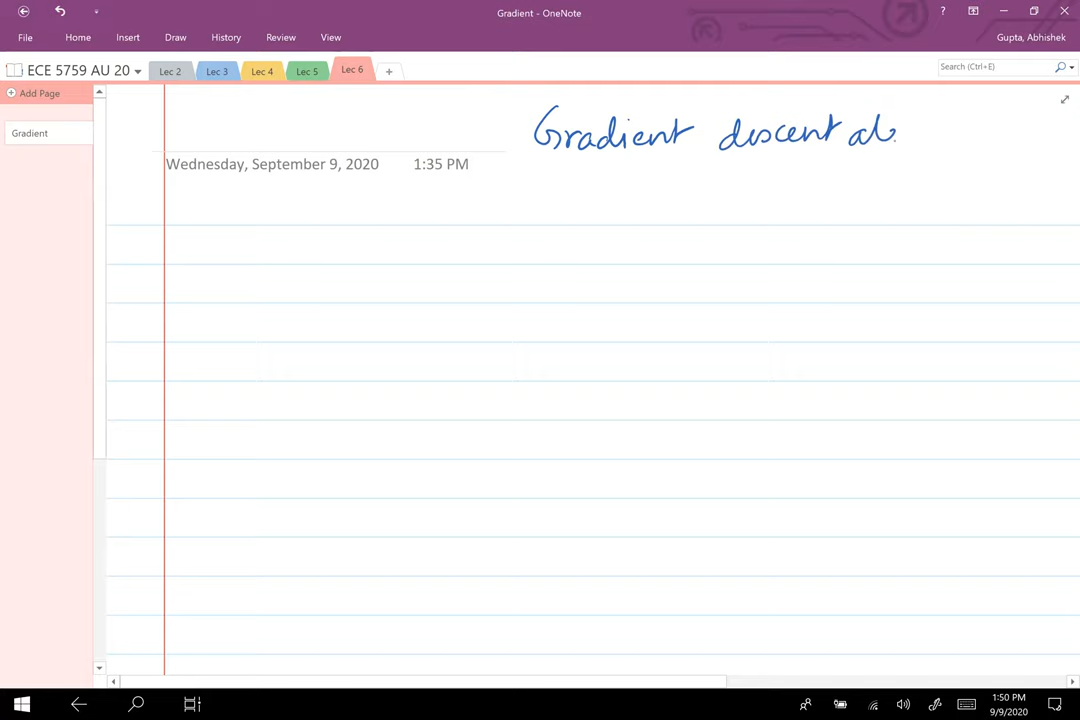 Gradient - OneNote
?
File Home Insert Draw History Review View
Gupta, Abhishek
ECE 5759 AU 20
Lec 2 Lec 3 Lec 4 Lec 5 Lec 6 +
Search (Ctrl+E)
Add Page
Gradient
Gradient descent al
Wednesday, September 9, 2020 1:35 PM
1:50 PM
9/9/2020